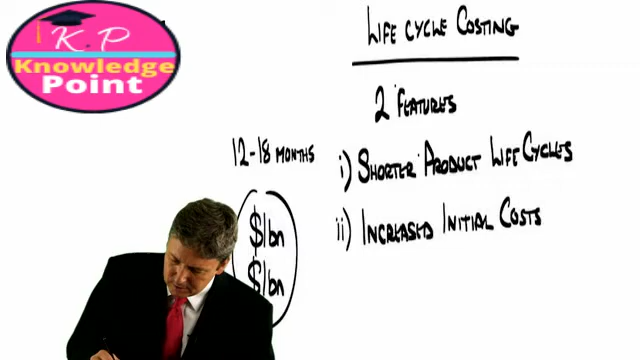 K.P
Knowledge
Point
LIFE CYCLE COSTING
2 FEATURES
12-18 MONTHS
i) SHORTER PRODUCT LIFE CYCLES
ii) INCREASED INITIAL COSTS
$1bn
$1bn